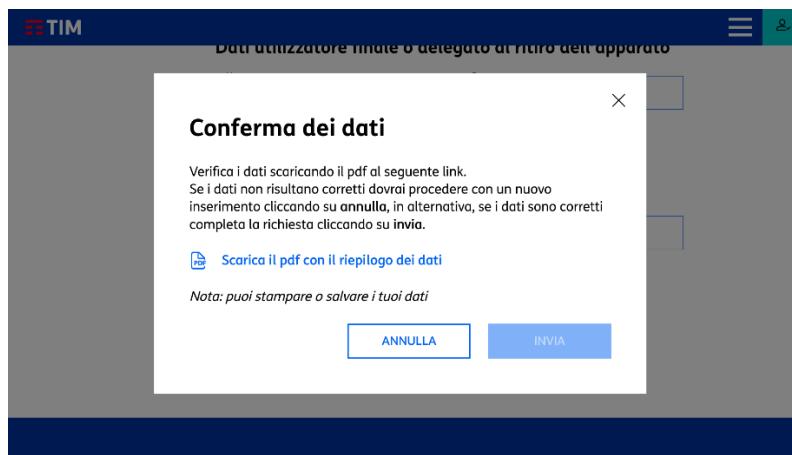 TIM
Dati utilizzatore finale o delegato al ritiro dell'apparato
Conferma dei dati
Verifica i dati scaricando il pdf al seguente link.
Se i dati non risultano corretti dovrai procedere con un nuovo
inserimento cliccando su annulla, in alternativa, se i dati sono corretti
completa la richiesta cliccando su invia.
PDF
Scarica il pdf con il riepilogo dei dati
Nota: puoi stampare o salvare i tuoi dati
ANNULLA
INVIA